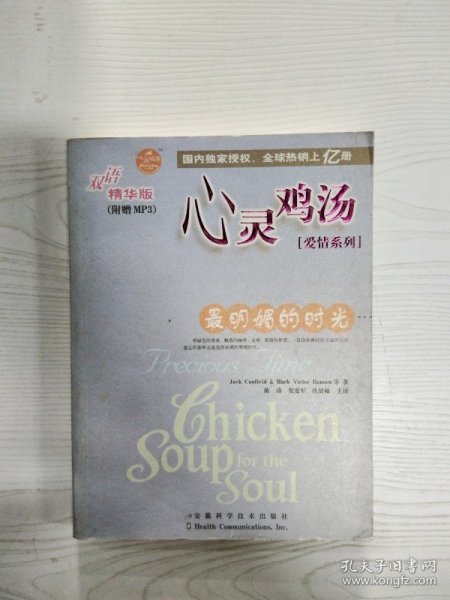 国内独家授权，全球热销上亿册
双语
精华版
(附赠MP3)
心灵鸡汤
[爱情系列]
最明媚的时光
Precious Time
Jack Canfield & Mark Victor Hansen 等 著
主译
Chicken
Soup for the
Soul
安徽科学技术出版社
Health Communications, Inc.
孔夫子旧书网
www.kongfz.com